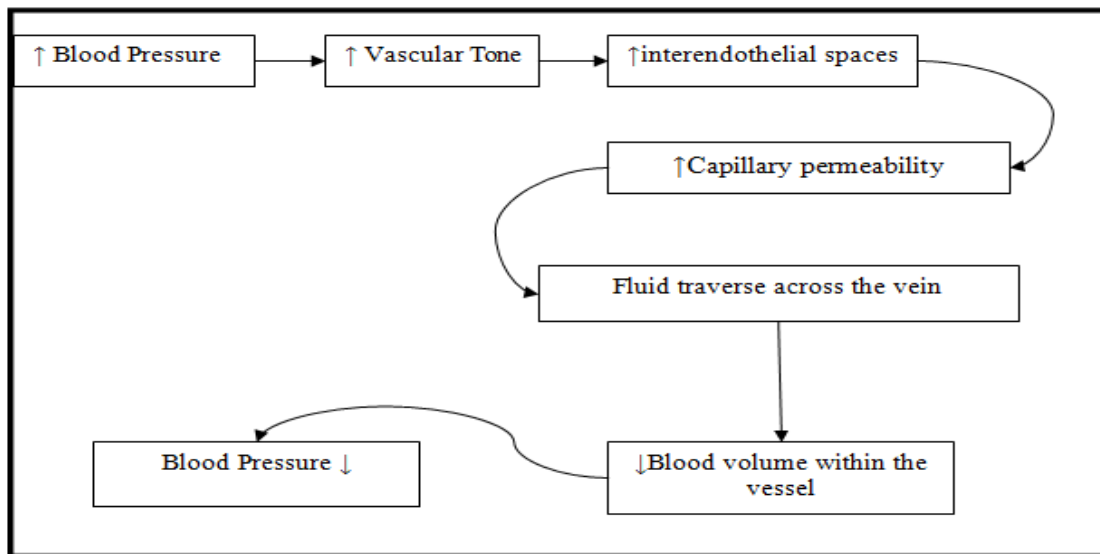 ↑ Blood Pressure
↑ Vascular Tone
↑interendothelial spaces
↑Capillary permeability
Fluid traverse across the vein
↓Blood volume within the
vessel
Blood Pressure ↓